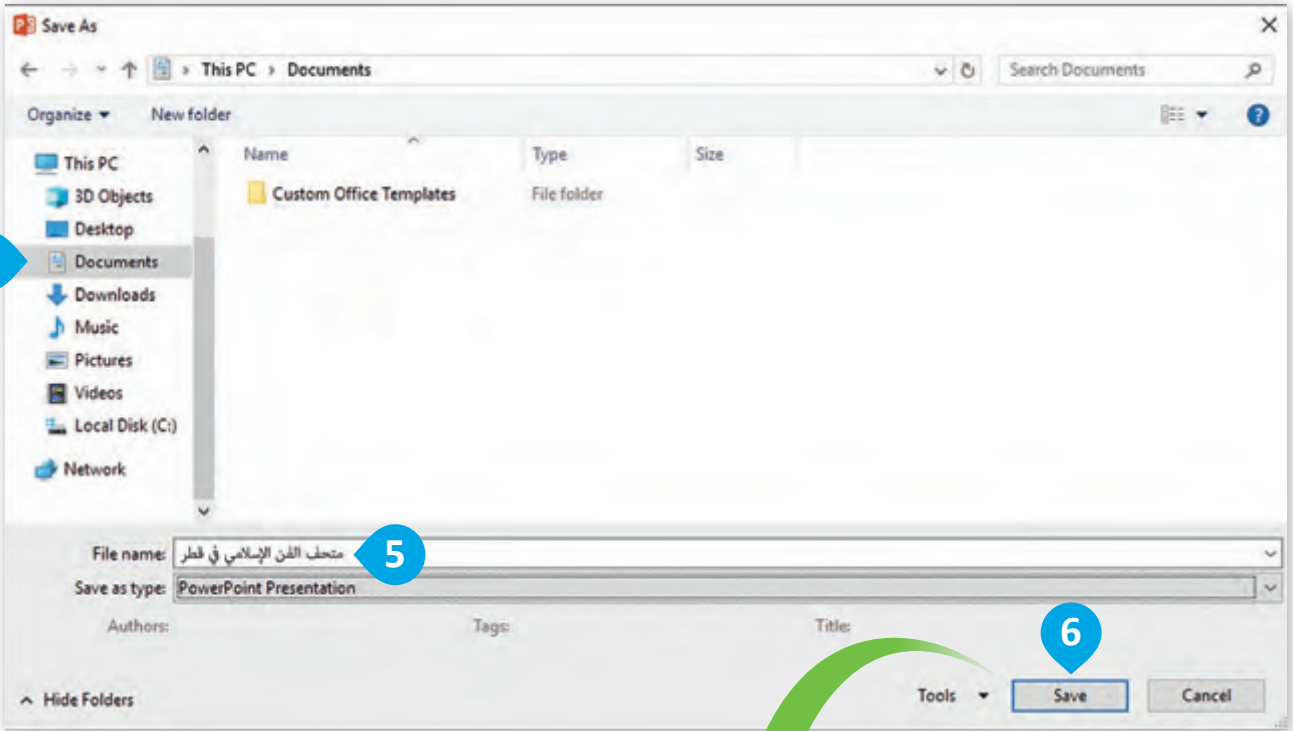 Save As
This PC > Documents
Search Documents
Organize
New folder
Name
Type
Size
This PC
3D Objects
Desktop
Documents
Downloads
Music
Pictures
Videos
Local Disk (C:)
Network
Custom Office Templates
File folder
File name: متحف الفن الإسلامي في قطر
5
Save as type: PowerPoint Presentation
Authors:
Tags:
Title:
6
Hide Folders
Tools
Save
Cancel